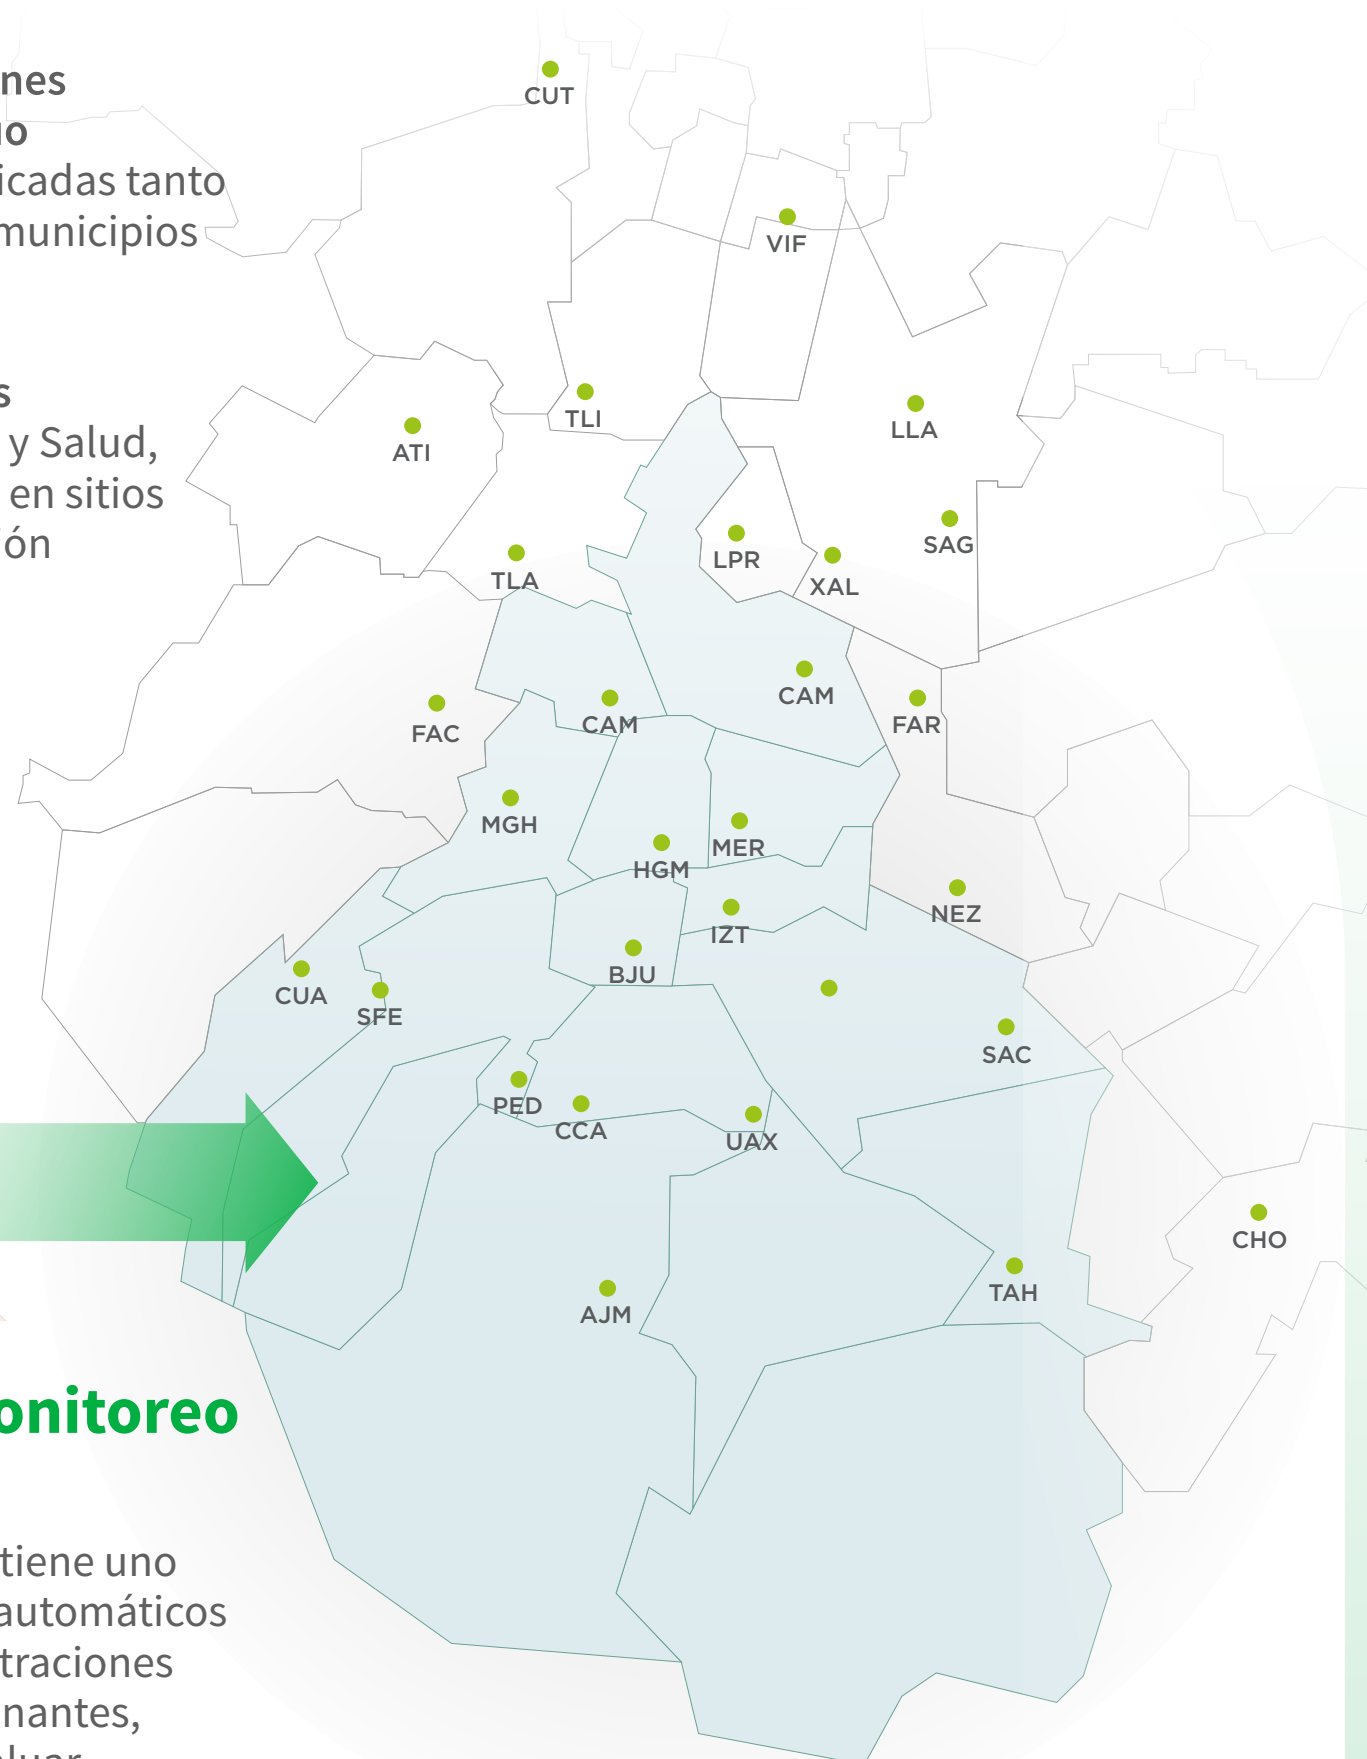 nes
icadas tanto
municipios
s
y Salud,
en sitios
ión
CUT
VIF
TLI
ATI
LLA
SAG
LPR
XAL
TLA
CAM
FAC
CAM
FAR
MGH
MER
HGM
NEZ
IZT
BJU
CUA
SFE
SAC
PED
CCA
UAX
CHO
TAH
AJM
onitoreo
tiene uno
automáticos
traciones
nantes,